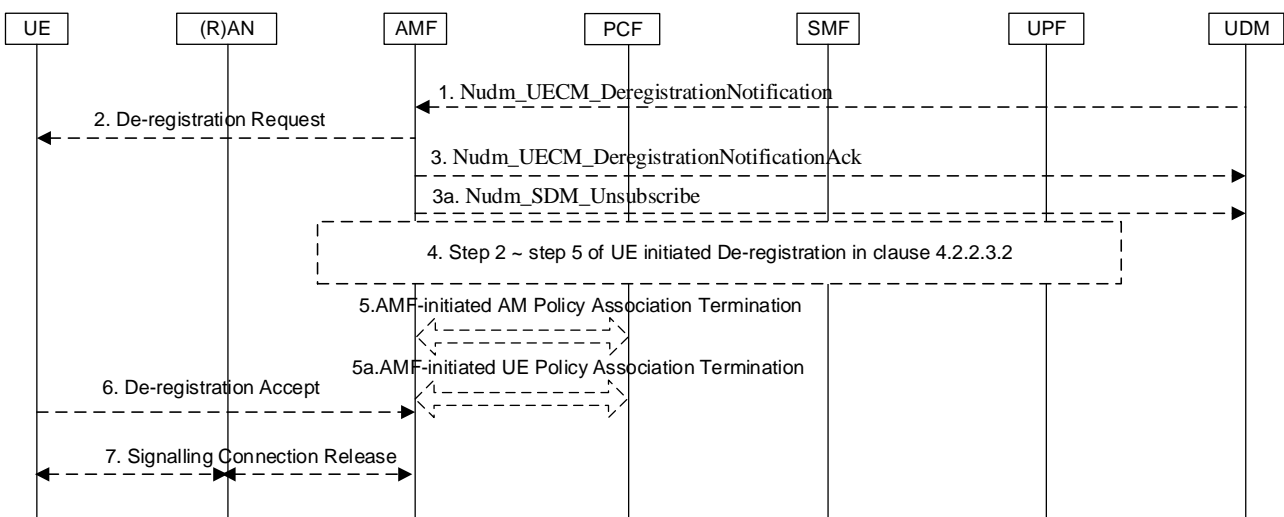 UE
(R)AN
AMF
PCF
SMF
UPF
UDM
1. Nudm_UECM_DeregistrationNotification
2. De-registration Request
3. Nudm_UECM_DeregistrationNotificationAck
3a. Nudm_SDM_Unsubscribe
4. Step 2 ~ step 5 of UE initiated De-registration in clause 4.2.2.3.2
5.AMF-initiated AM Policy Association Termination
5a.AMF-initiated UE Policy Association Termination
6. De-registration Accept
7. Signalling Connection Release